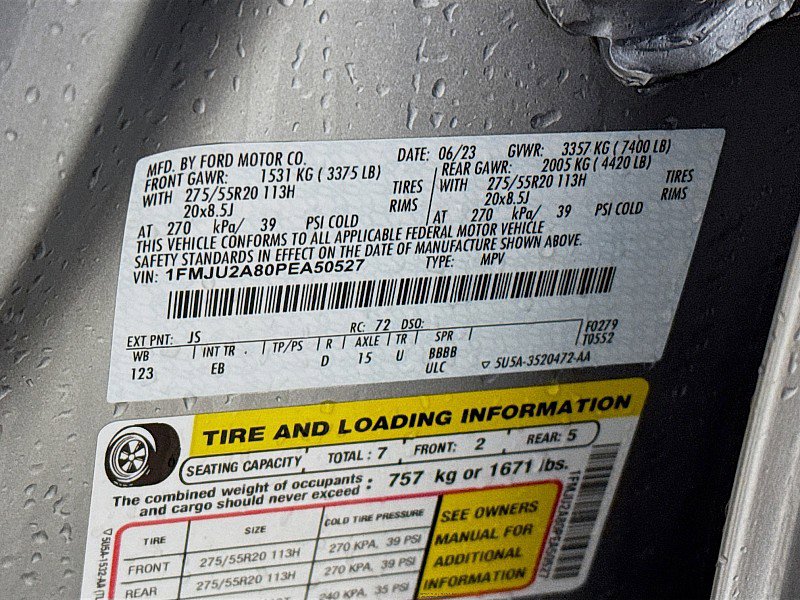 MFD. BY FORD MOTOR CO. DATE: 06/23 GVWR: 3357 KG ( 7400 LB)
FRONT GAWR: 1531 KG ( 3375 LB) REAR GAWR: 2005 KG ( 4420 LB)
WITH 275/55R20 113H TIRES WITH 275/55R20 113H TIRES
20x8.5J RIMS 20x8.5J RIMS
AT 270 kPa/ 39 PSI COLD AT 270 kPa/ 39 PSI COLD
THIS VEHICLE CONFORMS TO ALL APPLICABLE FEDERAL MOTOR VEHICLE
SAFETY STANDARDS IN EFFECT ON THE DATE OF MANUFACTURE SHOWN ABOVE.
VIN: 1FMJU2A80PEA50527 TYPE: MPV
EXT PNT: JS RC: 72 DSO: F0279
WB INT TR TP/PS R AXLE TR SPR T0552
123 EB D 15 U BBBB
ULC 5U5A-3520472-AA
TIRE AND LOADING INFORMATION
SEATING CAPACITY TOTAL : 7 FRONT: 2 REAR: 5
The combined weight of occupants
and cargo should never exceed : 757 kg or 1671 lbs.
TIRE SIZE COLD TIRE PRESSURE
FRONT 275/55R20 113H 270 KPA, 39 PSI
REAR 275/55R20 113H 270 KPA, 39 PSI
240 KPA, 35 PSI
SEE OWNERS
MANUAL FOR
ADDITIONAL
INFORMATION
1FMJU2A80PEA50527